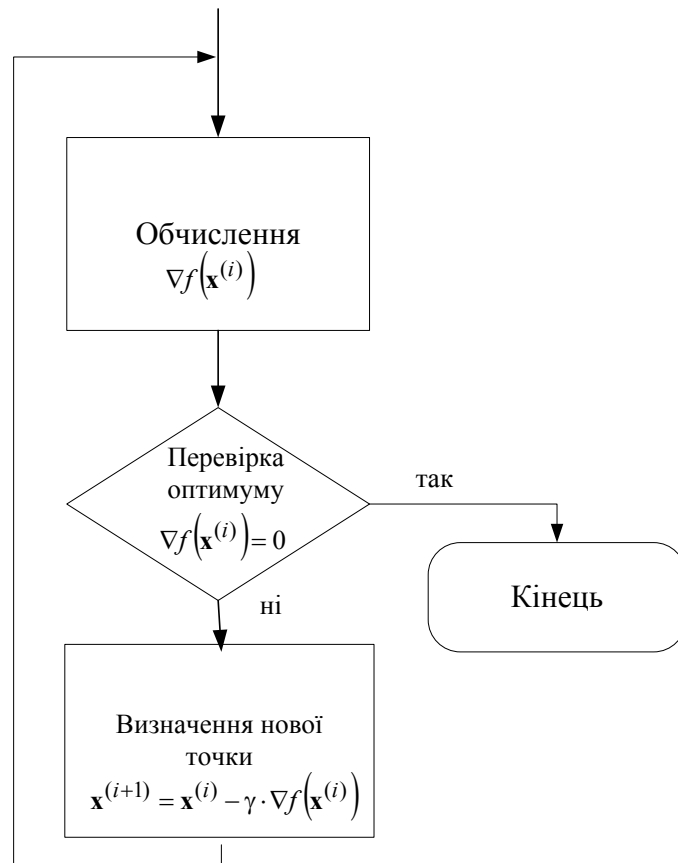 Обчислення
∇f(x⁽ⁱ⁾)
Перевірка
оптимуму
∇f(x⁽ⁱ⁾)=0
так
Кінець
ні
Визначення нової
точки
x⁽ⁱ⁺¹⁾ = x⁽ⁱ⁾ − γ · ∇f(x⁽ⁱ⁾)